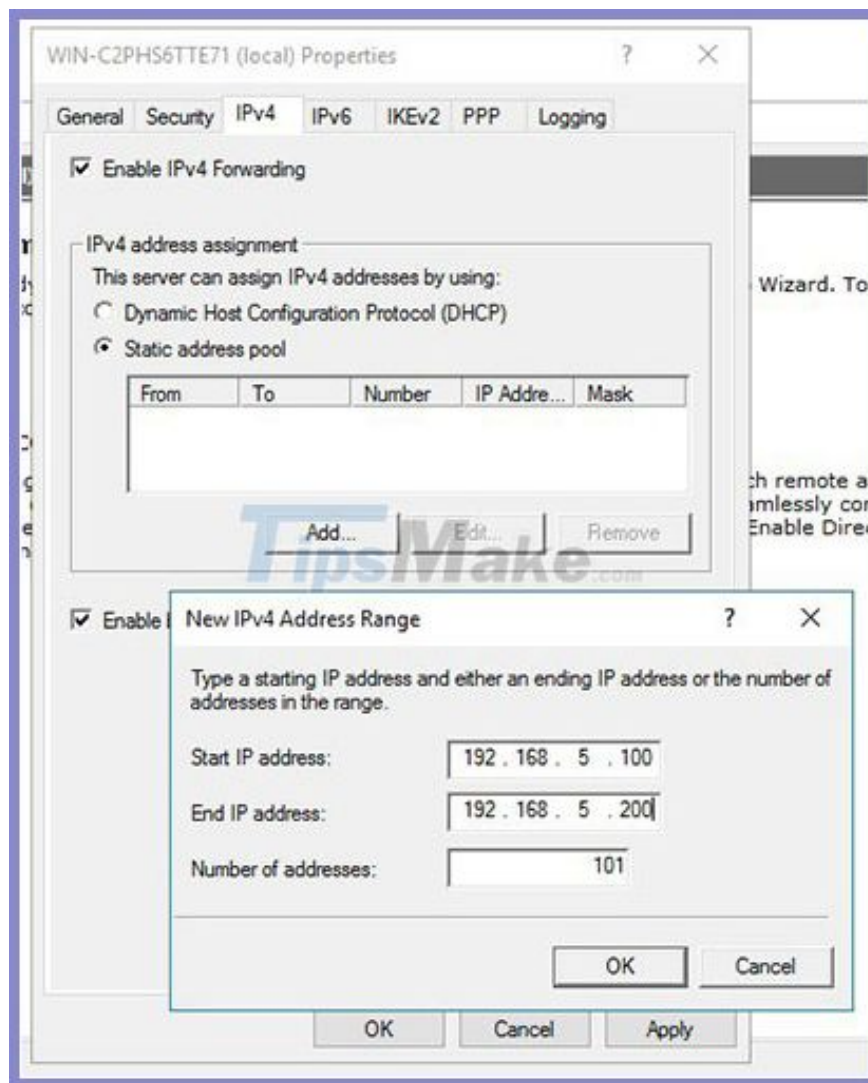 WIN-C2PHS6TTE71 (local) Properties
General Security IPv4 IPv6 IKEv2 PPP Logging
Enable IPv4 Forwarding
IPv4 address assignment
This server can assign IPv4 addresses by using:
Wizard. To
Dynamic Host Configuration Protocol (DHCP)
Static address pool
From To Number IP Addre... Mask
ch remote a
amlessly con
Enable Direc
Add... Edit... Remove
TipsMake.com
Enable
New IPv4 Address Range
Type a starting IP address and either an ending IP address or the number of
addresses in the range.
Start IP address: 192 . 168 . 5 . 100
End IP address: 192 . 168 . 5 . 200
Number of addresses: 101
OK Cancel
OK Cancel Apply